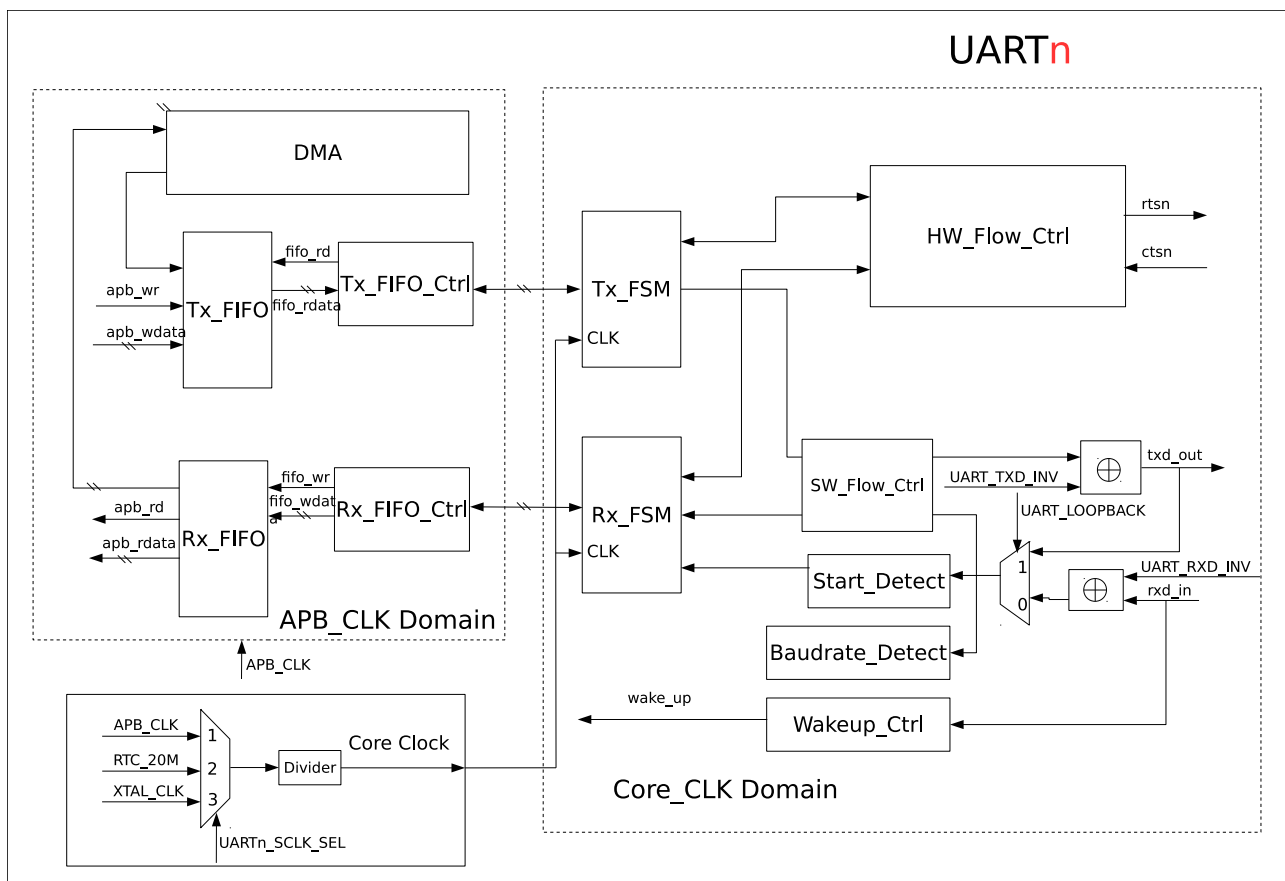 UARTn
DMA
HW_Flow_Ctrl
rtsn
ctsn
fifo_rd
Tx_FIFO_Ctrl
fifo_rdata
apb_wr
Tx_FIFO
apb_wdata
Tx_FSM
CLK
SW_Flow_Ctrl
txd_out
UART_TXD_INV
UART_LOOPBACK
fifo_wr
fifo_wdat
a
Rx_FIFO_Ctrl
apb_rd
apb_rdata
Rx_FIFO
Rx_FSM
CLK
Start_Detect
1
0
UART_RXD_INV
rxd_in
APB_CLK Domain
APB_CLK
Baudrate_Detect
wake_up
Wakeup_Ctrl
APB_CLK
1
RTC_20M
2
XTAL_CLK
3
Divider
Core Clock
UARTn_SCLK_SEL
Core_CLK Domain